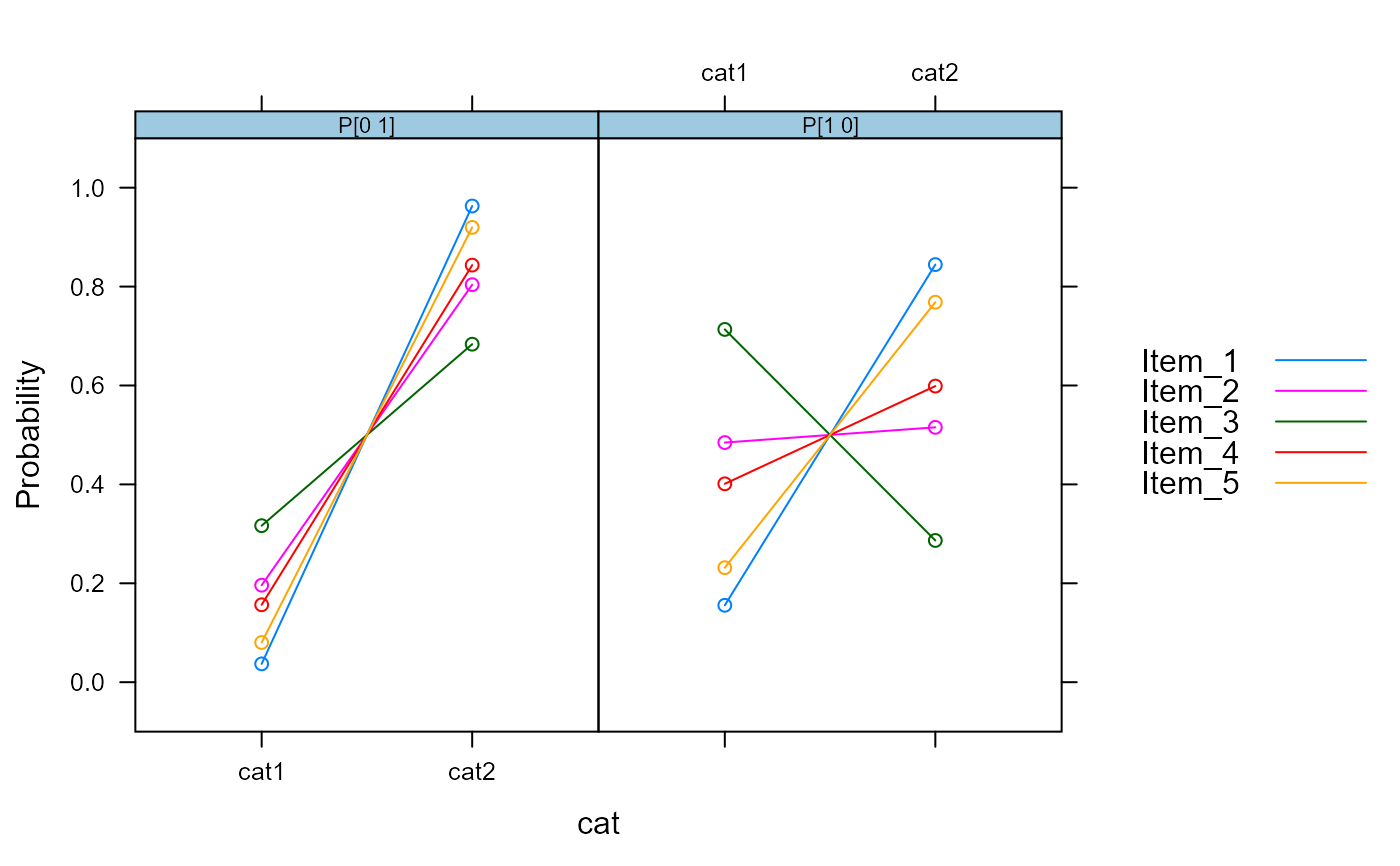 cat1 cat2
P[0 1] P[1 0]
Probability
1.0
0.8
0.6
0.4
0.2
0.0
cat1 cat2
cat
Item_1
Item_2
Item_3
Item_4
Item_5